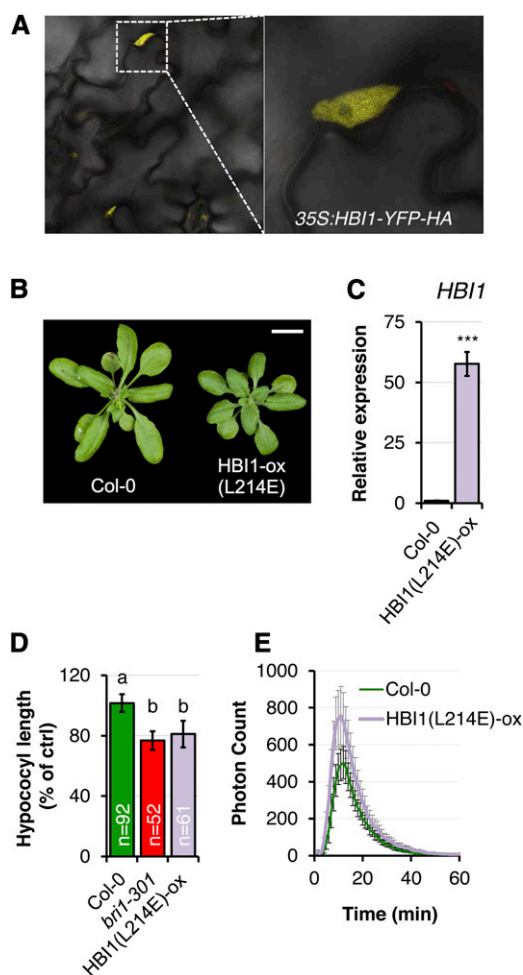 A
35S:HBI1-YFP-HA
B
Col-0
HBI1-ox
(L214E)
C
HBI1
Relative expression
75
50
25
0
***
Col-0
HBI1(L214E)-ox
D
Hypococyl length
(% of ctrl)
120
80
40
0
a
b
b
n=92
n=52
n=61
Col-0
bri1-301
HBI1(L214E)-ox
E
Photon Count
1000
800
600
400
200
0
Col-0
HBI1(L214E)-ox
0
20
40
60
Time (min)